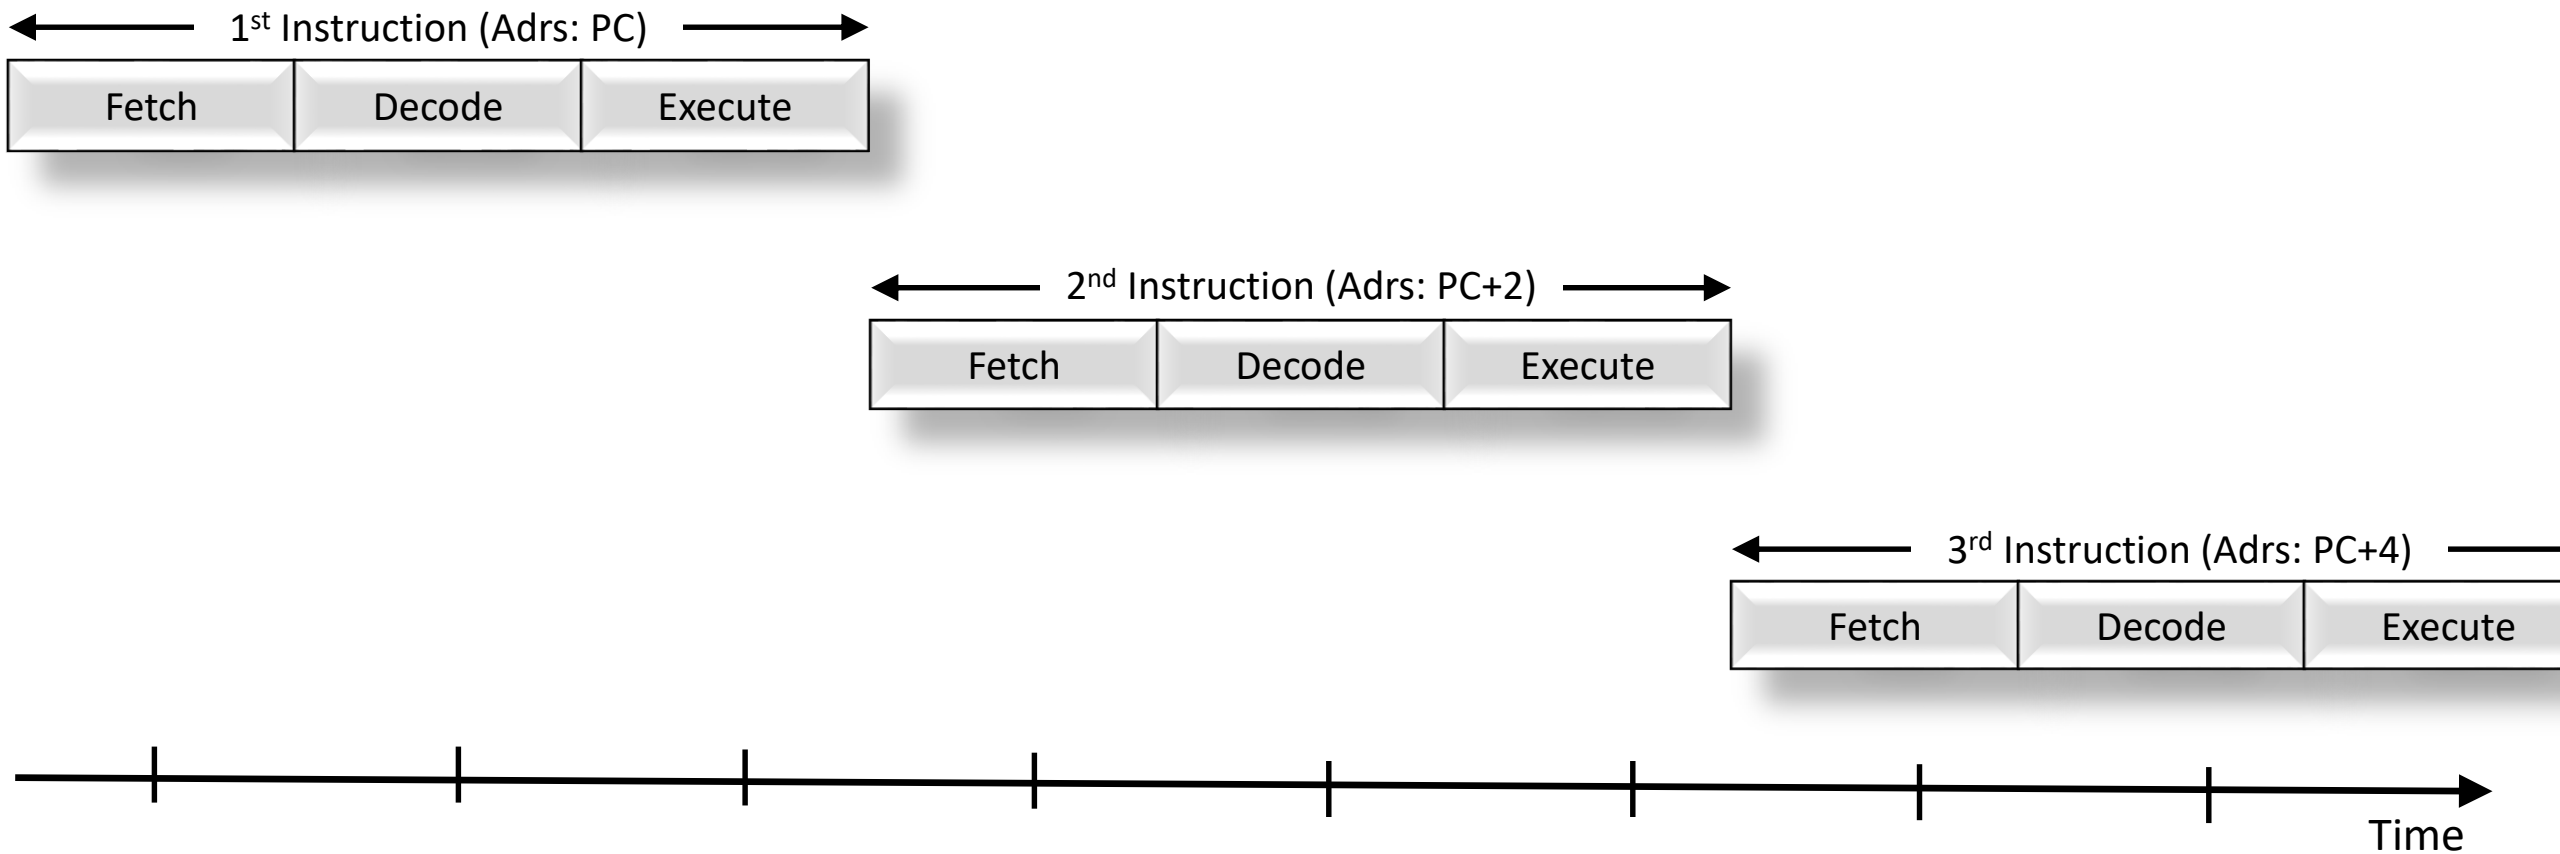 1st Instruction (Adrs: PC)
Fetch Decode Execute
2nd Instruction (Adrs: PC+2)
Fetch Decode Execute
3rd Instruction (Adrs: PC+4)
Fetch Decode Execute
Time